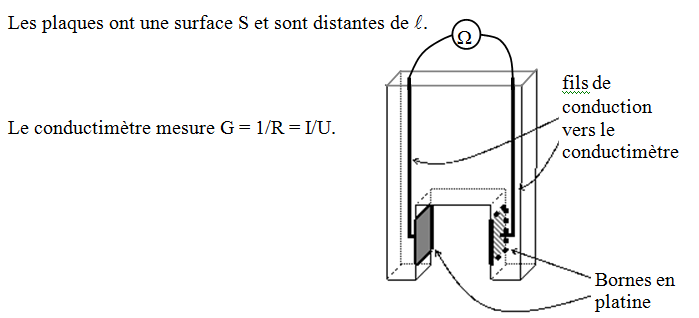 Les plaques ont une surface S et sont distantes de ℓ.
Ω
fils de
conduction
vers le
conductimètre
Le conductimètre mesure G = 1/R = I/U.
Bornes en
platine